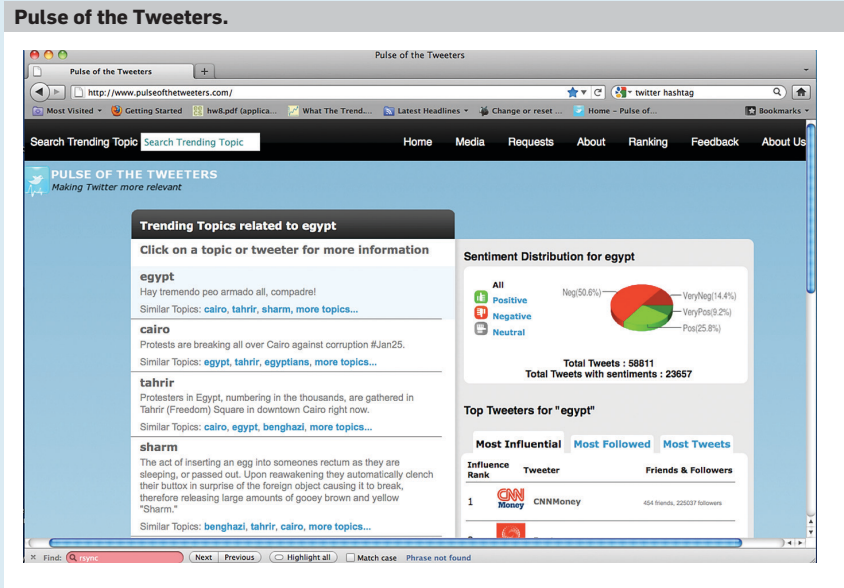 Pulse of the Tweeters.
Pulse of the Tweeters
Pulse of the Tweeters
+
http://www.pulseofthetweeters.com/
twitter hashtag
Most Visited
Getting Started
hw8.pdf (applica...
What The Trend...
Latest Headlines
Change or reset ...
Home – Pulse of...
Bookmarks
Search Trending Topic
Search Trending Topic
Home
Media
Requests
About
Ranking
Feedback
About Us
PULSE OF THE TWEETERS
Making Twitter more relevant
Trending Topics related to egypt
Click on a topic or tweeter for more information
egypt
Hay tremendo peo armado all, compadre!
Similar Topics: cairo, tahrir, sharm, more topics...
cairo
Protests are breaking all over Cairo against corruption #Jan25.
Similar Topics: egypt, tahrir, egyptians, more topics...
tahrir
Protesters in Egypt, numbering in the thousands, are gathered in
Tahrir (Freedom) Square in downtown Cairo right now.
Similar Topics: cairo, egypt, benghazi, more topics...
sharm
The act of inserting an egg into someones rectum as they are
sleeping, or passed out. Upon reawakening they automatically clench
their buttox in surprise of the foreign object causing it to break,
therefore releasing large amounts of gooey brown and yellow
"Sharm."
Similar Topics: benghazi, tahrir, cairo, more topics...
Sentiment Distribution for egypt
All
Positive
Negative
Neutral
Neg(50.6%)
VeryNeg(14.4%)
VeryPos(9.2%)
Pos(25.8%)
Total Tweets : 58811
Total Tweets with sentiments : 23657
Top Tweeters for "egypt"
Most Influential
Most Followed
Most Tweets
Influence
Rank
Tweeter
Friends & Followers
1
CNN
Money
CNNMoney
454 friends, 225037 followers
× Find: rsync
Next
Previous
Highlight all
Match case
Phrase not found